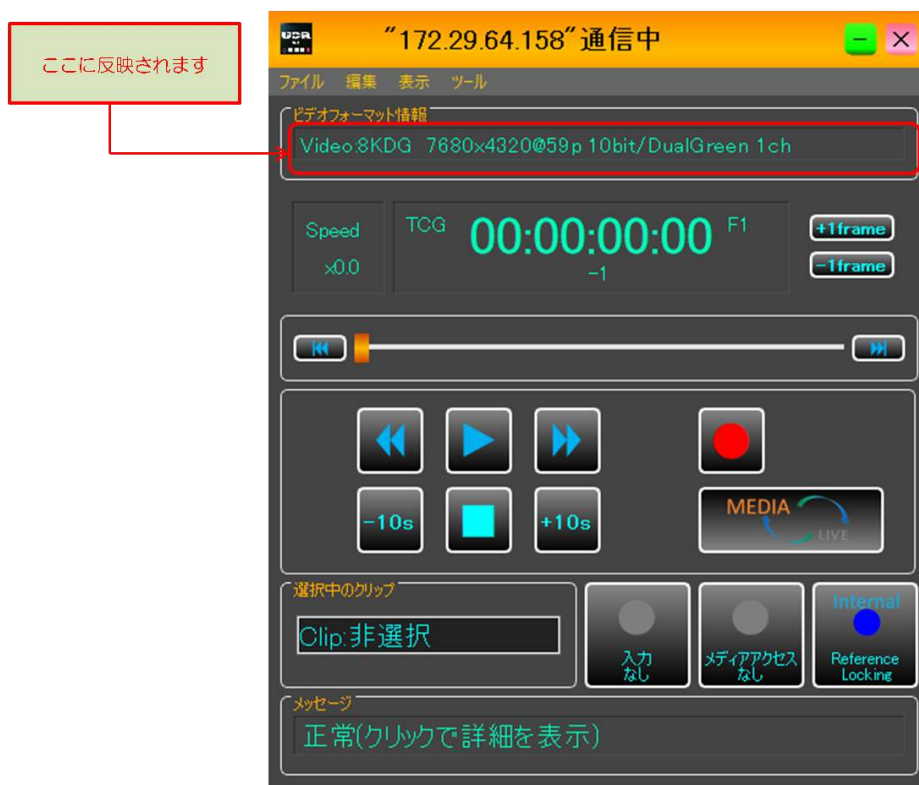 ここに反映されます
UDR
"172.29.64.158"通信中
ファイル 編集 表示 ツール
ビデオフォーマット情報
Video:8KDG 7680x4320@59p 10bit/DualGreen 1ch
Speed
x0.0
TCG 00:00:00:00 F1
-1
+1frame
-1frame
-10s
+10s
MEDIA
LIVE
選択中のクリップ
Clip:非選択
入力
なし
メディアアクセス
なし
Internal
Reference
Locking
メッセージ
正常(クリックで詳細を表示)